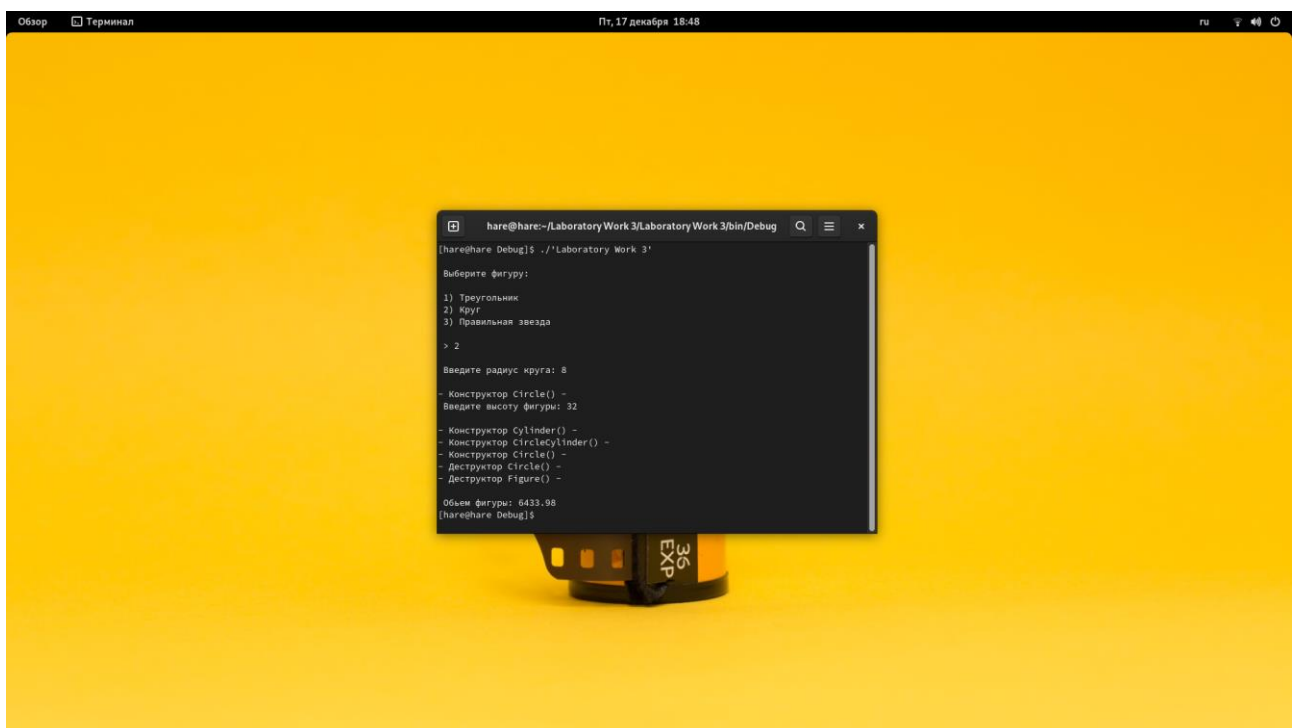 Обзор Терминал Пт, 17 декабря 18:48 ru
hare@hare:~/Laboratory Work 3/Laboratory Work 3/bin/Debug
[hare@hare Debug]$ ./'Laboratory Work 3'
Выберите фигуру:
1) Треугольник
2) Круг
3) Правильная звезда
> 2
Введите радиус круга: 8
- Конструктор Circle() -
Введите высоту фигуры: 32
- Конструктор Cylinder() -
- Конструктор CircleCylinder() -
- Конструктор Circle() -
- Деструктор Circle() -
- Деструктор Figure() -
Обьем фигуры: 6433.98
[hare@hare Debug]$
36
EXP